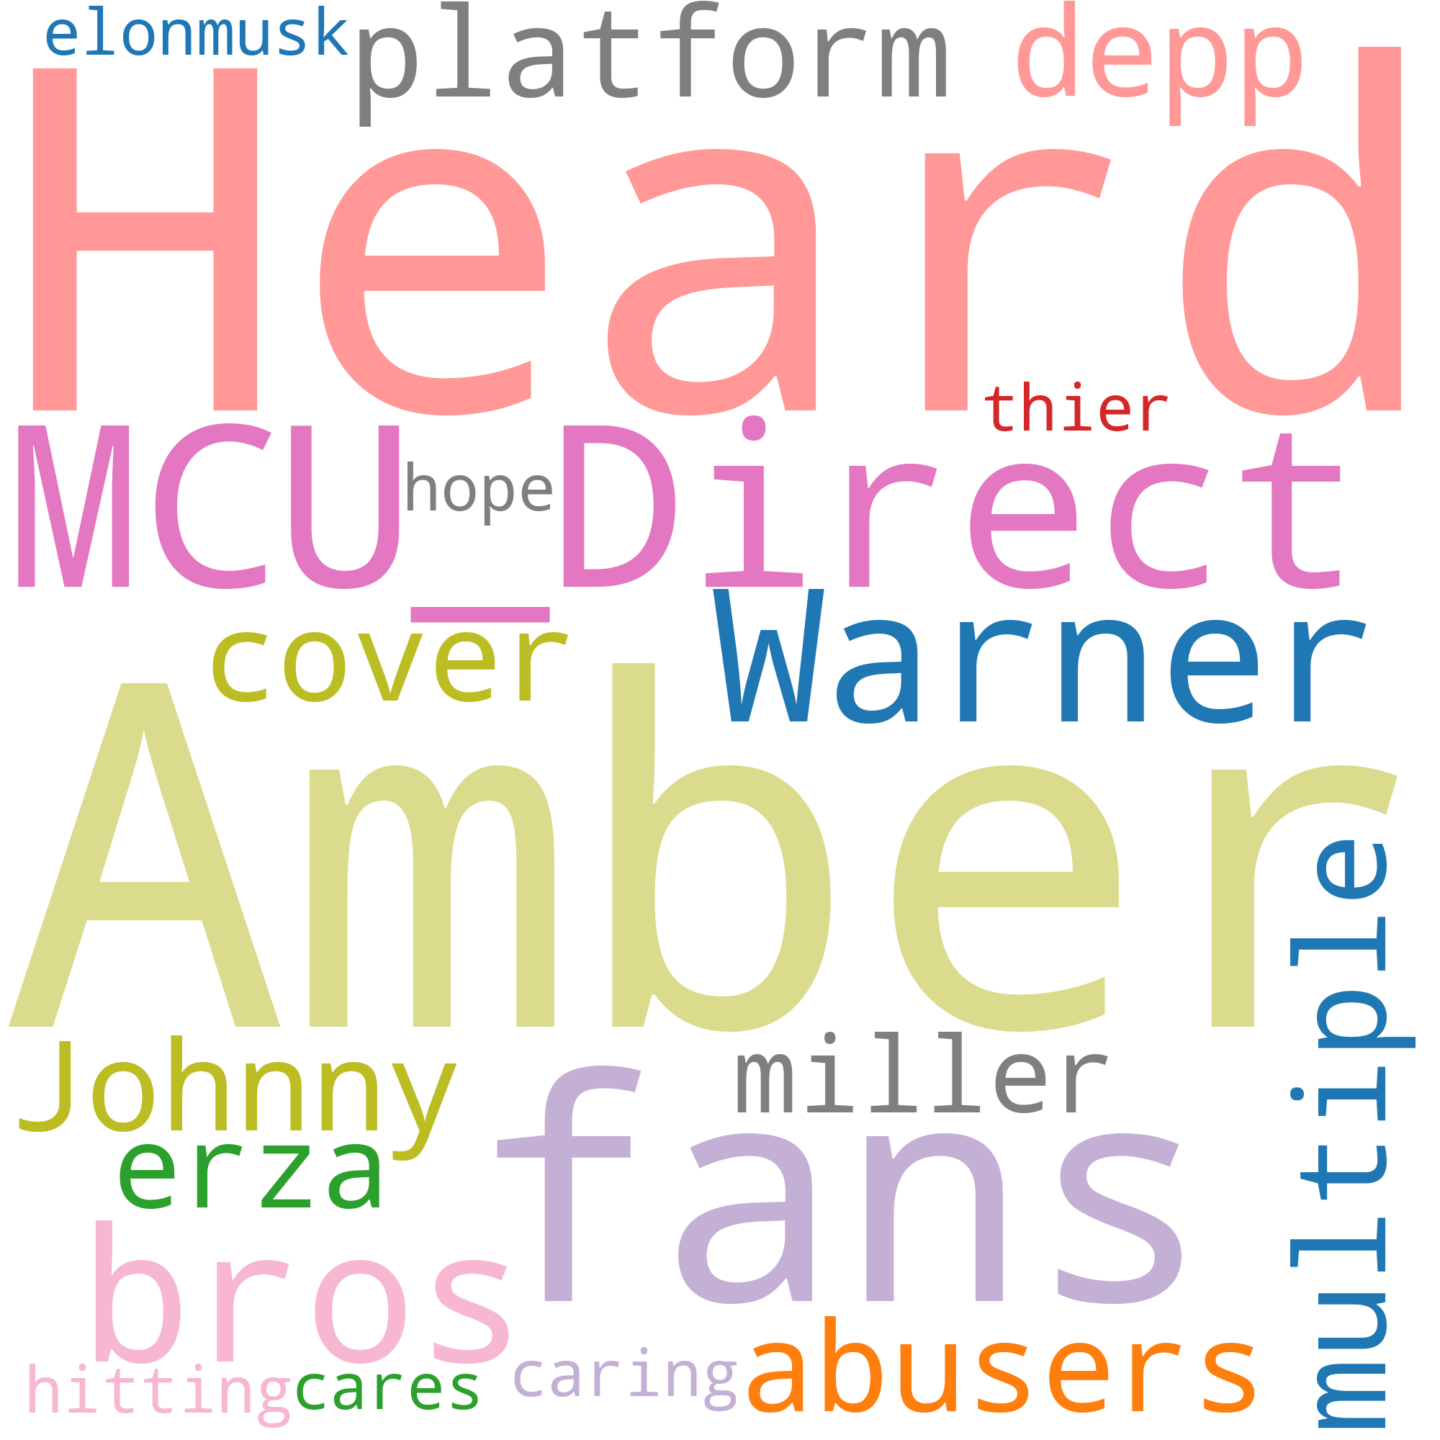 elonmusk platform depp
Heard
thier
MCU_Direct
hope
cover Warner
Amber
multiple
Johnny miller
erza fans
bros
hitting cares caring abusers